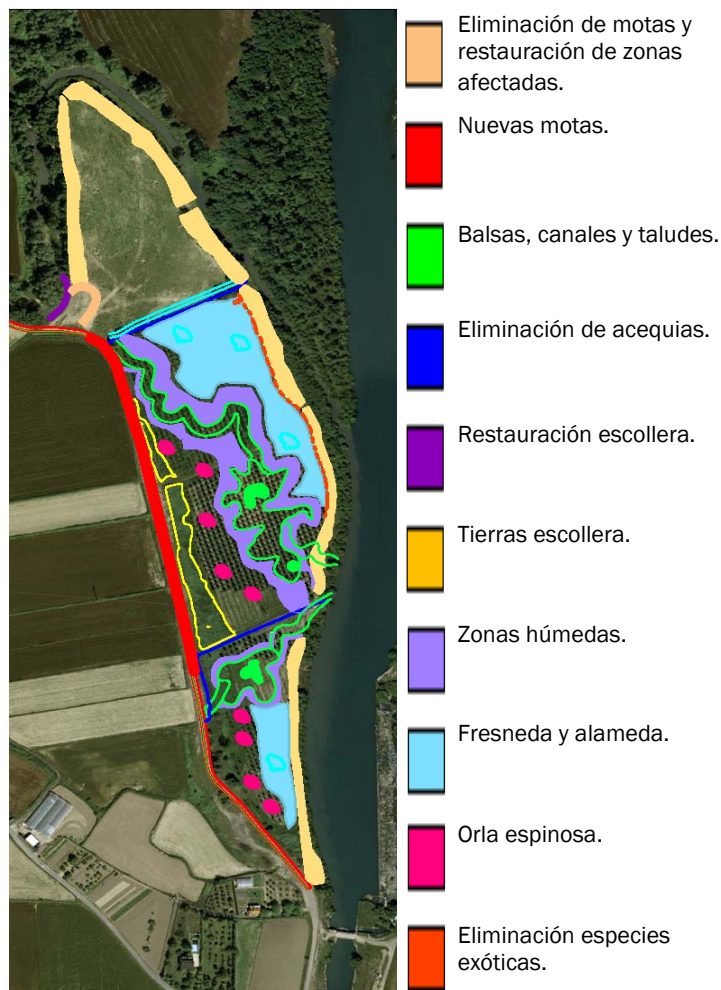 Eliminación de motas y
restauración de zonas
afectadas.
Nuevas motas.
Balsas, canales y taludes.
Eliminación de acequias.
Restauración escollera.
Tierras escollera.
Zonas húmedas.
Fresneda y alameda.
Orla espinosa.
Eliminación especies
exóticas.